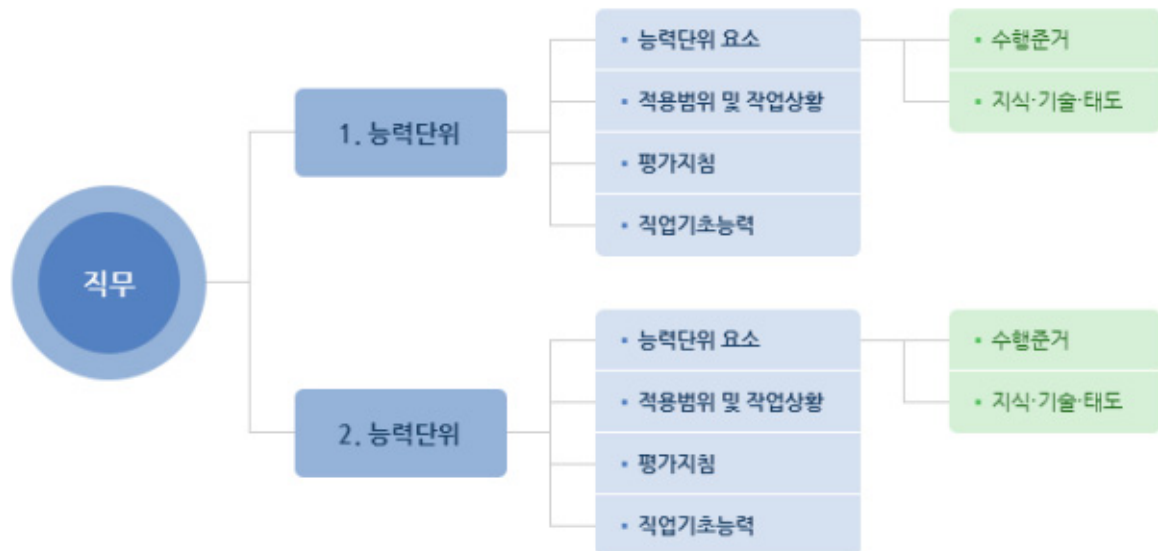 직무
1. 능력단위
▪ 능력단위 요소
▪ 적용범위 및 작업상황
▪ 평가지침
▪ 직업기초능력
▪ 수행준거
▪ 지식·기술·태도
2. 능력단위
▪ 능력단위 요소
▪ 적용범위 및 작업상황
▪ 평가지침
▪ 직업기초능력
▪ 수행준거
▪ 지식·기술·태도